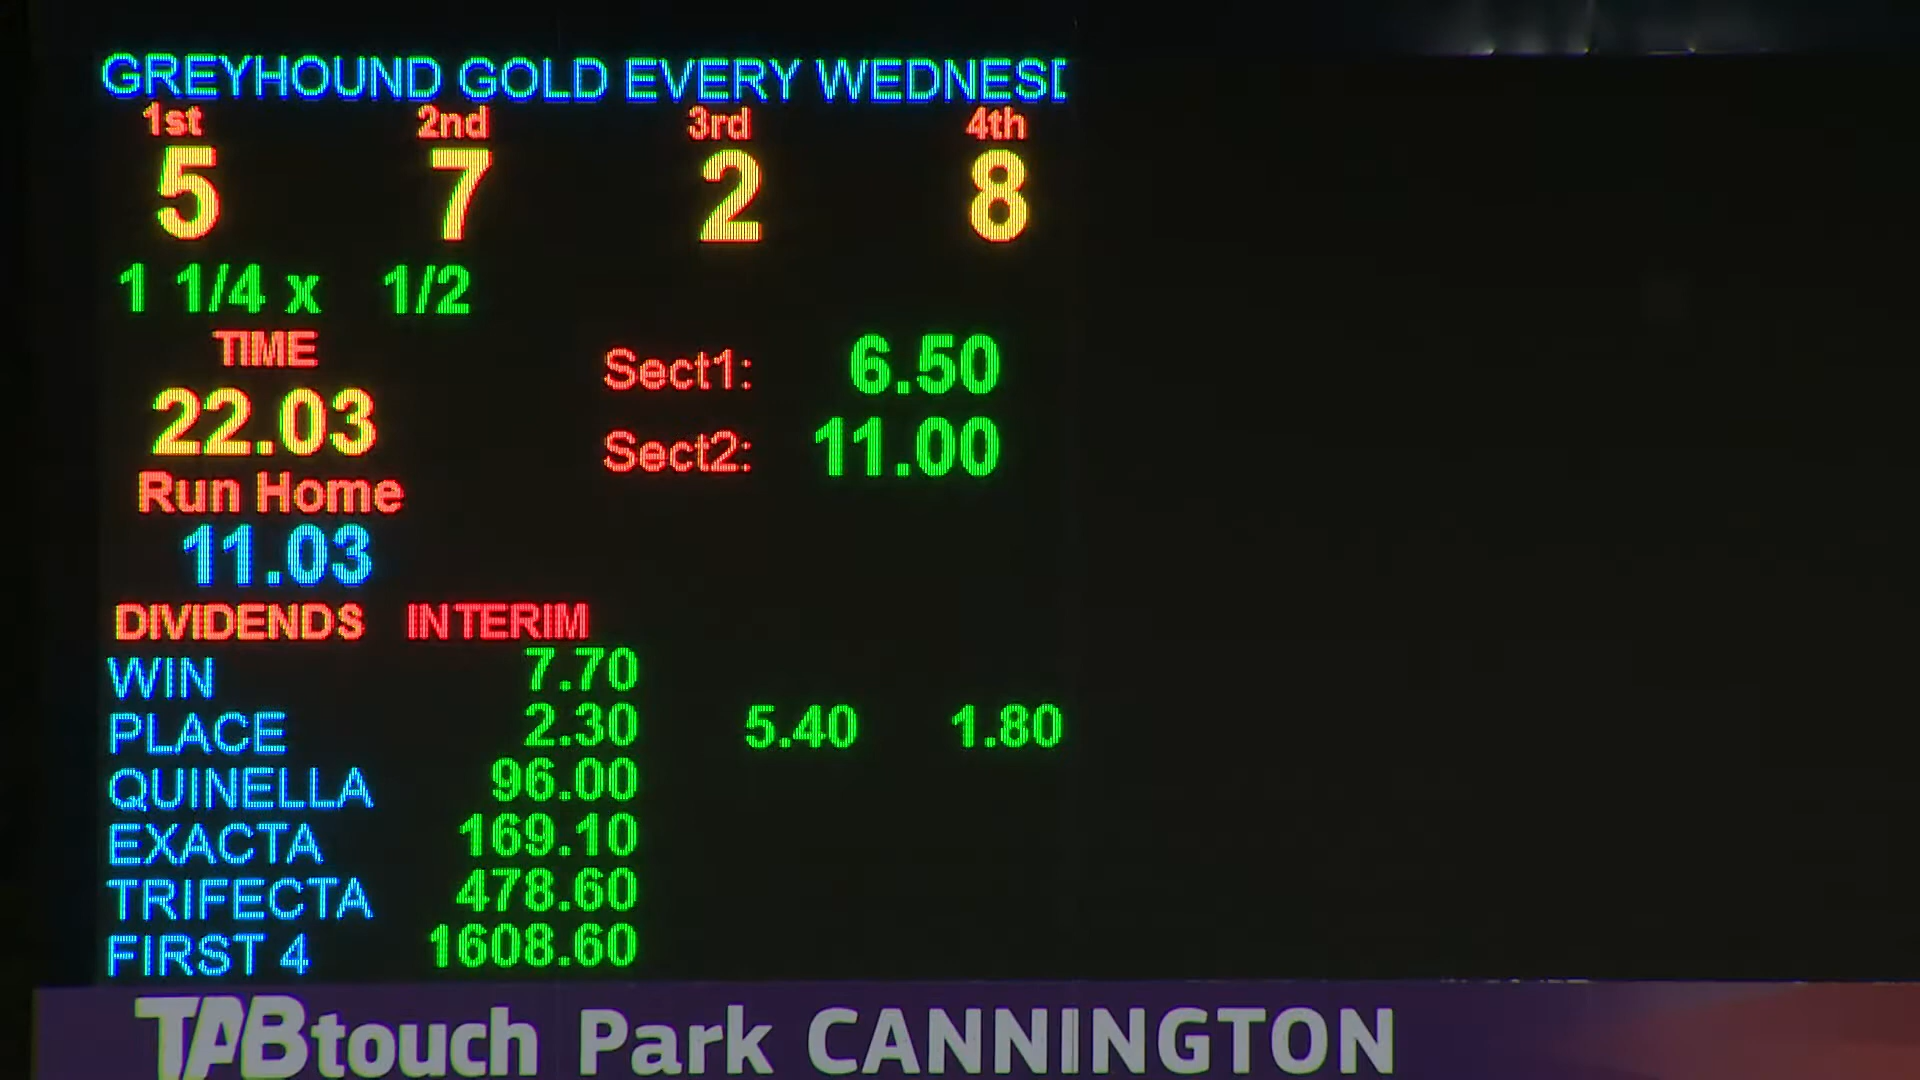 GREYHOUND GOLD EVERY WEDNESD
1st 2nd 3rd 4th
5 7 2 8
1 1/4 x 1/2
TIME
22.03
Sect1: 6.50
Sect2: 11.00
Run Home
11.03
DIVIDENDS INTERIM
WIN 7.70
PLACE 2.30 5.40 1.80
QUINELLA 96.00
EXACTA 169.10
TRIFECTA 478.60
FIRST 4 1608.60
TABtouch Park CANNINGTON